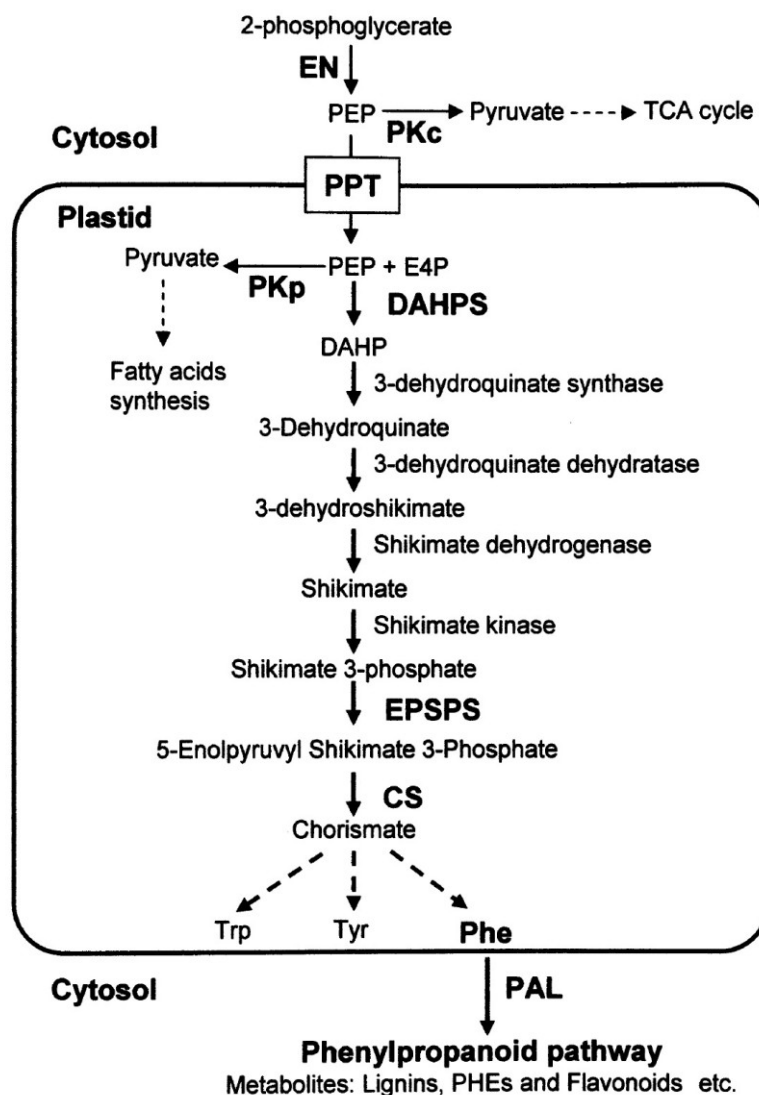 2-phosphoglycerate
EN
PEP
PKc
Pyruvate
TCA cycle
Cytosol
PPT
Plastid
Pyruvate
PKp
PEP + E4P
DAHPS
DAHP
Fatty acids
synthesis
3-dehydroquinate synthase
3-Dehydroquinate
3-dehydroquinate dehydratase
3-dehydroshikimate
Shikimate dehydrogenase
Shikimate
Shikimate kinase
Shikimate 3-phosphate
EPSPS
5-Enolpyruvyl Shikimate 3-Phosphate
CS
Chorismate
Trp
Tyr
Phe
Cytosol
PAL
Phenylpropanoid pathway
Metabolites: Lignins, PHEs and Flavonoids etc.